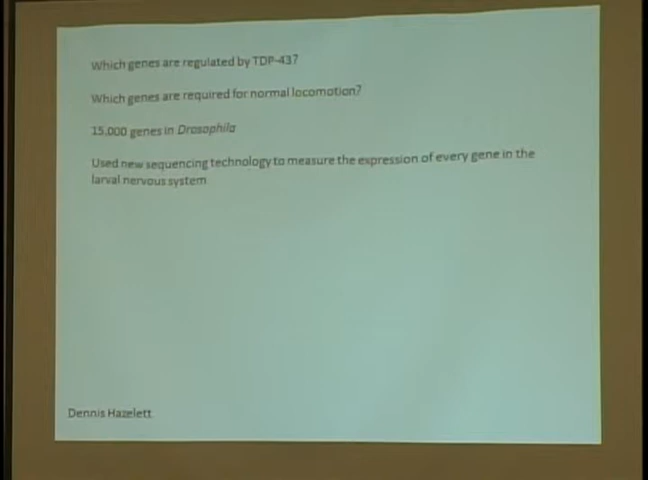 Which genes are regulated by TDP-43?
Which genes are required for normal locomotion?
15,000 genes in Drosophila
Used new sequencing technology to measure the expression of every gene in the
larval nervous system
Dennis Hazelett